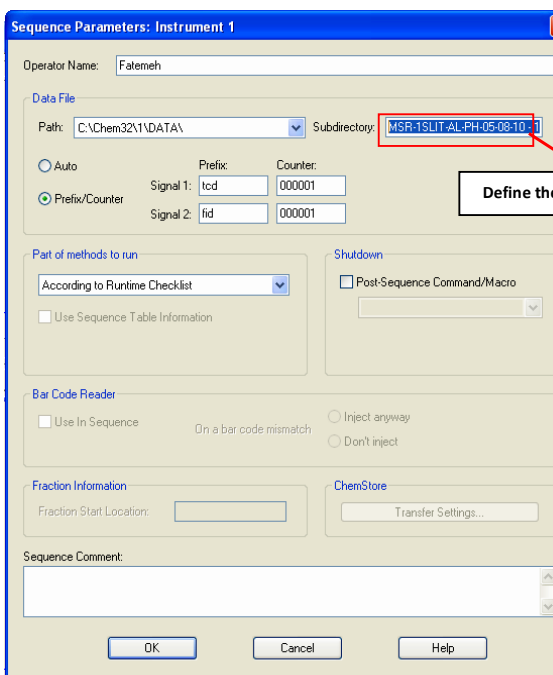 Sequence Parameters: Instrument 1
Operator Name: Fatemeh
Data File
Path: C:\Chem32\1\DATA\ Subdirectory: MSR-1SLIT-AL-PH-05-08-10 - 1
Auto Prefix: Counter:
Signal 1: tcd 000001
Prefix/Counter
Signal 2: fid 000001
Define the
Part of methods to run Shutdown
According to Runtime Checklist Post-Sequence Command/Macro
Use Sequence Table Information
Bar Code Reader
Use In Sequence On a bar code mismatch Inject anyway
Don't inject
Fraction Information ChemStore
Fraction Start Location: Transfer Settings...
Sequence Comment:
OK Cancel Help